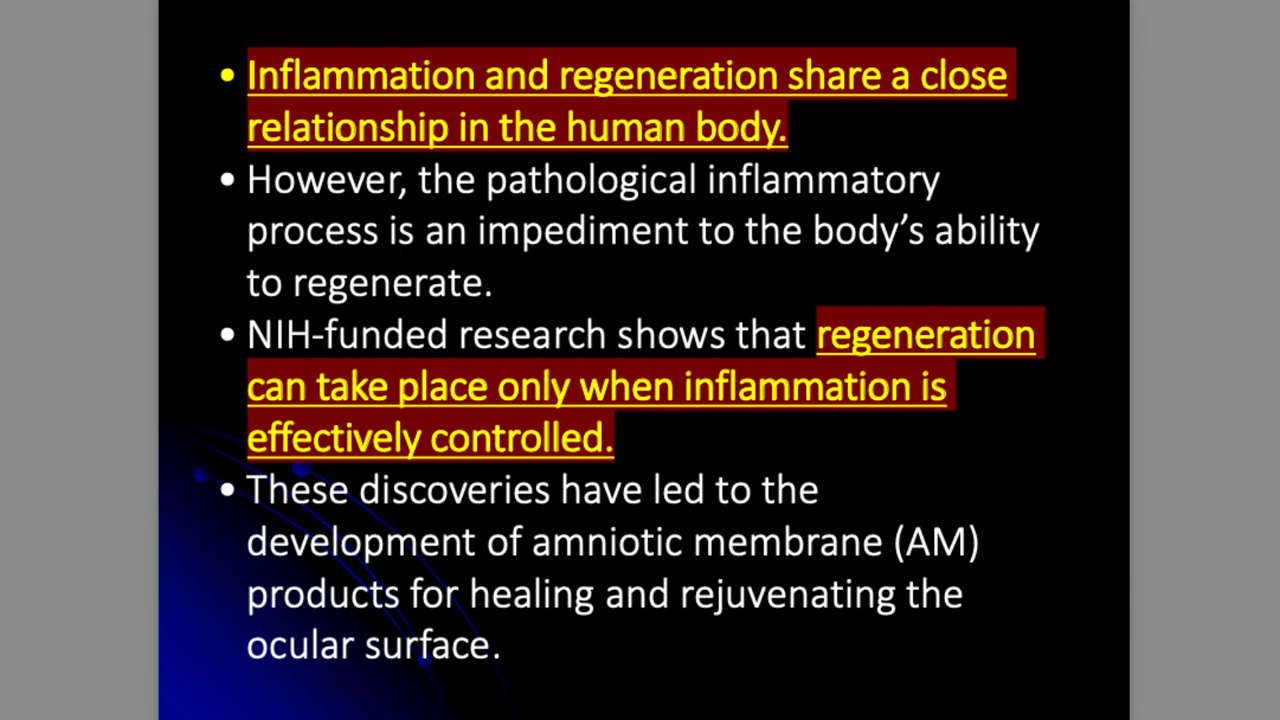 • Inflammation and regeneration share a close
relationship in the human body.
• However, the pathological inflammatory
process is an impediment to the body’s ability
to regenerate.
• NIH-funded research shows that regeneration
can take place only when inflammation is
effectively controlled.
• These discoveries have led to the
development of amniotic membrane (AM)
products for healing and rejuvenating the
ocular surface.